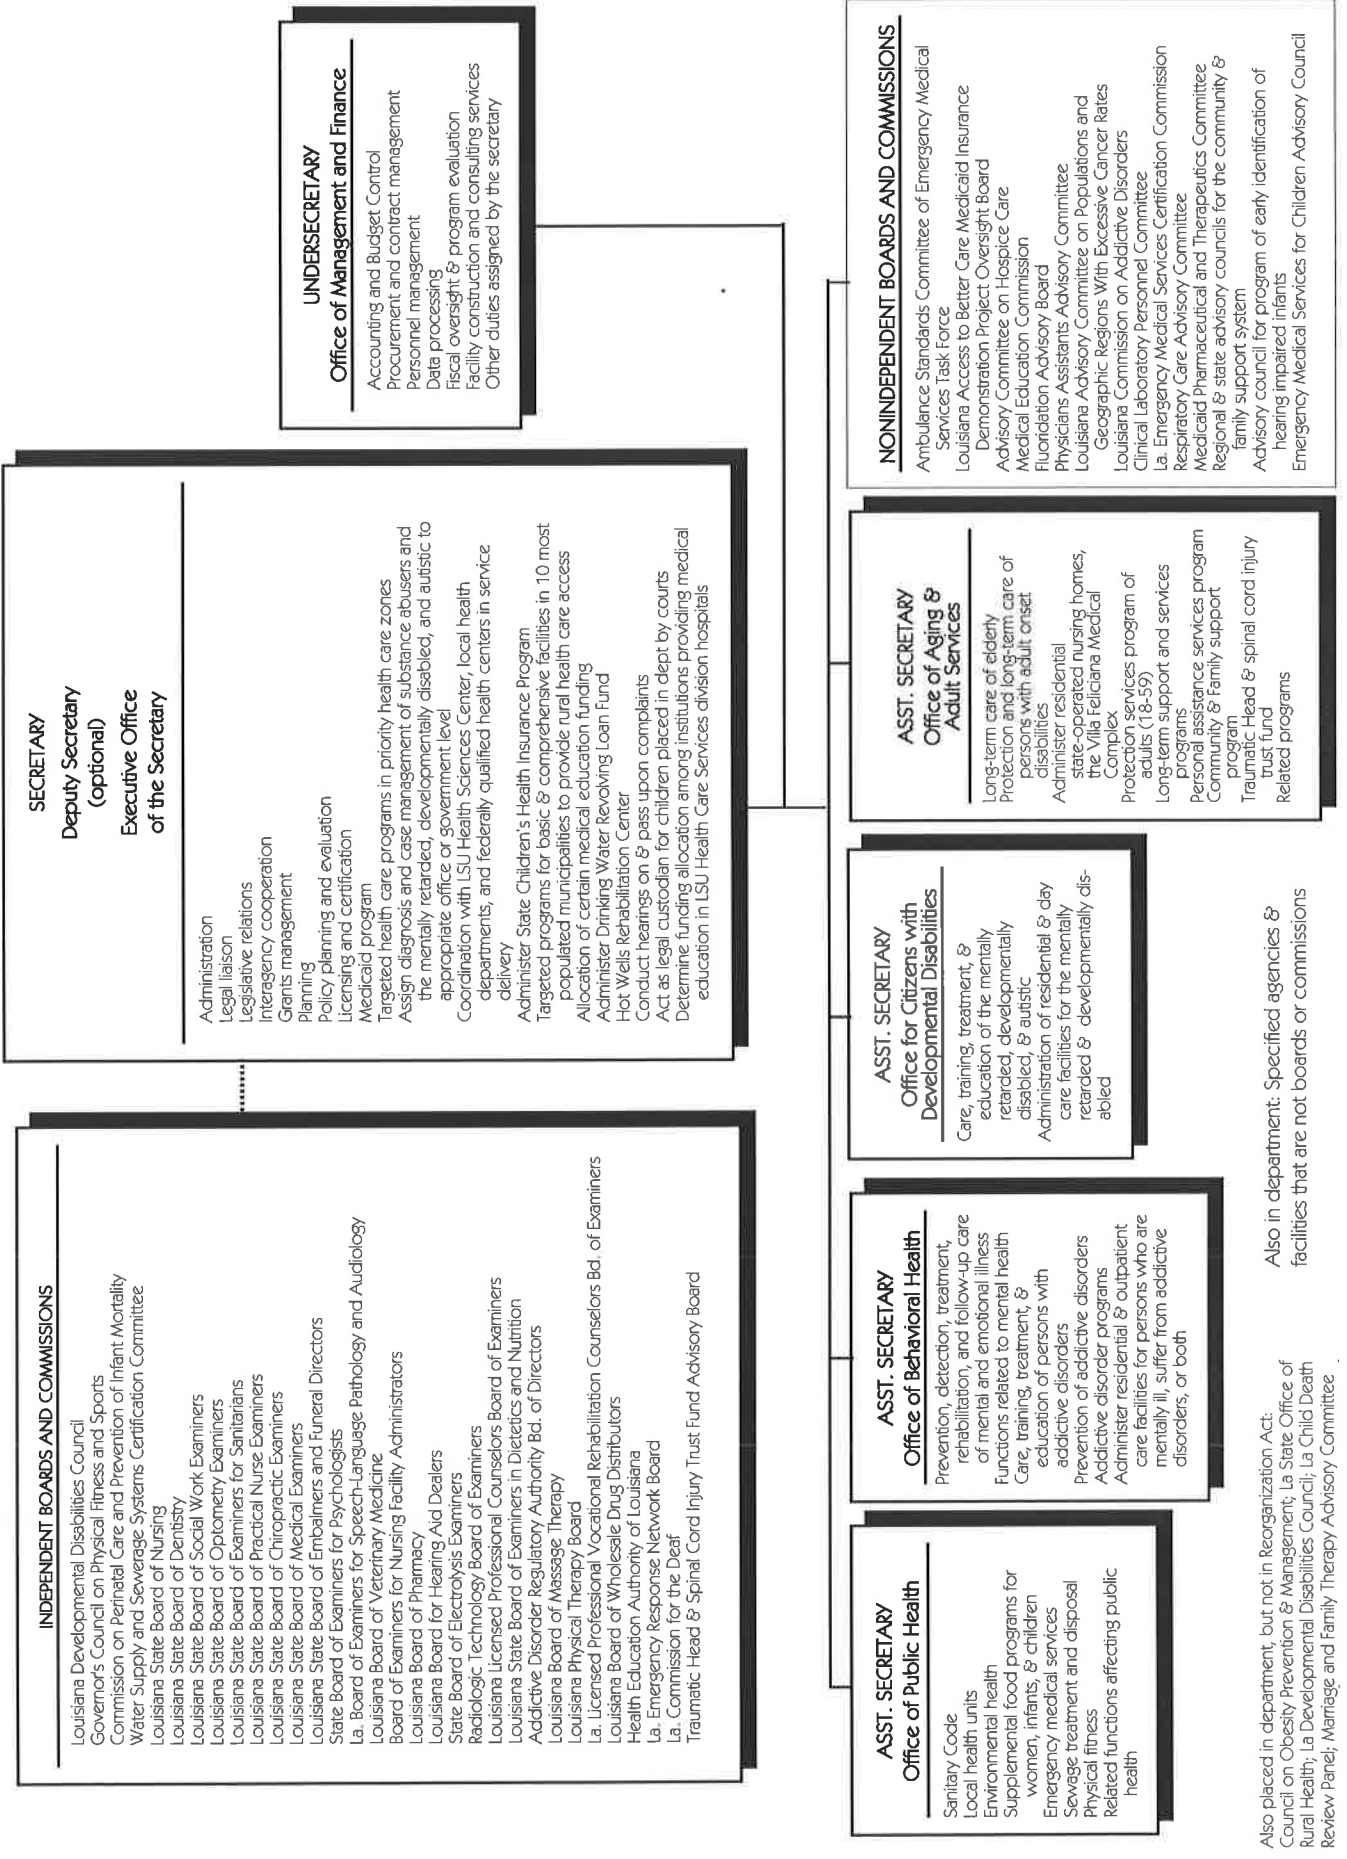 INDEPENDENT BOARDS AND COMMISSIONS
Louisiana Developmental Disabilities Council
Governor's Council on Physical Fitness and Sports
Commission on Perinatal Care and Prevention of Infant Mortality
Water Supply and Sewerage Systems Certification Committee
Louisiana State Board of Nursing
Louisiana State Board of Dentistry
Louisiana State Board of Social Work Examiners
Louisiana State Board of Optometry Examiners
Louisiana State Board of Examiners for Sanitarians
Louisiana State Board of Practical Nurse Examiners
Louisiana State Board of Chiropractic Examiners
Louisiana State Board of Medical Examiners
Louisiana State Board of Embalmers and Funeral Directors
State Board of Examiners for Psychologists
La. Board of Examiners for Speech-Language Pathology and Audiology
Louisiana Board of Veterinary Medicine
Board of Examiners for Nursing Facility Administrators
Louisiana Board of Pharmacy
Louisiana Board for Hearing Aid Dealers
State Board of Electrolysis Examiners
Radiologic Technology Board of Examiners
Louisiana Licensed Professional Counselors Board of Examiners
Louisiana State Board of Examiners in Dietetics and Nutrition
Addictive Disorder Regulatory Authority Bd. of Directors
Louisiana Board of Massage Therapy
Louisiana Physical Therapy Board
La. Licensed Professional Vocational Rehabilitation Counselors Bd. of Examiners
Louisiana Board of Wholesale Drug Distributors
Health Education Authority of Louisiana
La. Emergency Response Network Board
La. Commission for the Deaf
Traumatic Head & Spinal Cord Injury Trust Fund Advisory Board
SECRETARY
Deputy Secretary
(optional)
Executive Office
of the Secretary
Administration
Legal liaison
Legislative relations
Interagency cooperation
Grants management
Planning
Policy planning and evaluation
Licensing and certification
Medicaid program
Targeted health care programs in priority health care zones
Assign diagnosis and case management of substance abusers and
the mentally retarded, developmentally disabled, and autistic to
appropriate office or government level
Coordination with LSU Health Sciences Center, local health
departments, and federally qualified health centers in service
delivery
Administer State Children's Health Insurance Program
Targeted programs for basic & comprehensive facilities in 10 most
populated municipalities to provide rural health care access
Allocation of certain medical education funding
Administer Drinking Water Revolving Loan Fund
Hot Wells Rehabilitation Center
Conduct hearings on & pass upon complaints
Act as legal custodian for children placed in dept by courts
Determine funding allocation among institutions providing medical
education in LSU Health Care Services division hospitals
UNDERSECRETARY
Office of Management and Finance
Accounting and Budget Control
Procurement and contract management
Personnel management
Data processing
Fiscal oversight & program evaluation
Facility construction and consulting services
Other duties assigned by the secretary
ASST. SECRETARY
Office of Public Health
Sanitary Code
Local health units
Environmental health
Supplemental food programs for
women, infants, & children
Emergency medical services
Sewage treatment and disposal
Physical fitness
Related functions affecting public
health
ASST. SECRETARY
Office of Behavioral Health
Prevention, detection, treatment,
rehabilitation, and follow-up care
of mental and emotional illness
Functions related to mental health
Care, training, treatment, &
education of persons with
addictive disorders
Prevention of addictive disorders
Addictive disorder programs
Administer residential & outpatient
care facilities for persons who are
mentally ill, suffer from addictive
disorders, or both
ASST. SECRETARY
Office for Citizens with
Developmental Disabilities
Care, training, treatment, &
education of the mentally
retarded, developmentally
disabled, & autistic
Administration of residential & day
care facilities for the mentally
retarded & developmentally dis-
abled
ASST. SECRETARY
Office of Aging &
Adult Services
Long-term care of elderly
Protection and long-term care of
persons with adult onset
disabilities
Administer residential
state-operated nursing homes,
the Villa Feliciana Medical
Complex
Protection services program of
adults (18-59)
Long-term support and services
programs
Personal assistance services program
Community & Family support
program
Traumatic Head & spinal cord injury
trust fund
Related programs
NONINDEPENDENT BOARDS AND COMMISSIONS
Ambulance Standards Committee of Emergency Medical
Services Task Force
Louisiana Access to Better Care Medicaid Insurance
Demonstration Project Oversight Board
Advisory Committee on Hospice Care
Medical Education Commission
Fluoridation Advisory Board
Physicians Assistants Advisory Committee
Louisiana Advisory Committee on Populations and
Geographic Regions With Excessive Cancer Rates
Louisiana Commission on Addictive Disorders
Clinical Laboratory Personnel Committee
La. Emergency Medical Services Certification Commission
Respiratory Care Advisory Committee
Medicaid Pharmaceutical and Therapeutics Committee
Regional & state advisory councils for the community &
family support system
Advisory council for program of early identification of
hearing impaired infants
Emergency Medical Services for Children Advisory Council
Also placed in department, but not in Reorganization Act:
Council on Obesity Prevention & Management; La State Office of
Rural Health; La Developmental Disabilities Council; La Child Death
Review Panel; Marriage and Family Therapy Advisory Committee
Also in department: Specified agencies &
facilities that are not boards or commissions